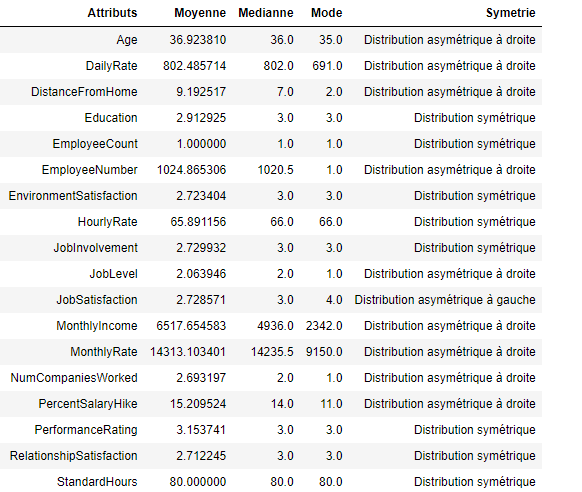 Attributs Moyenne Medianne Mode Symetrie
Age 36.923810 36.0 35.0 Distribution asymétrique à droite
DailyRate 802.485714 802.0 691.0 Distribution asymétrique à droite
DistanceFromHome 9.192517 7.0 2.0 Distribution asymétrique à droite
Education 2.912925 3.0 3.0 Distribution symétrique
EmployeeCount 1.000000 1.0 1.0 Distribution symétrique
EmployeeNumber 1024.865306 1020.5 1.0 Distribution asymétrique à droite
EnvironmentSatisfaction 2.723404 3.0 3.0 Distribution symétrique
HourlyRate 65.891156 66.0 66.0 Distribution symétrique
JobInvolvement 2.729932 3.0 3.0 Distribution symétrique
JobLevel 2.063946 2.0 1.0 Distribution asymétrique à droite
JobSatisfaction 2.728571 3.0 4.0 Distribution asymétrique à gauche
MonthlyIncome 6517.654583 4936.0 2342.0 Distribution asymétrique à droite
MonthlyRate 14313.103401 14235.5 9150.0 Distribution asymétrique à droite
NumCompaniesWorked 2.693197 2.0 1.0 Distribution asymétrique à droite
PercentSalaryHike 15.209524 14.0 11.0 Distribution asymétrique à droite
PerformanceRating 3.153741 3.0 3.0 Distribution symétrique
RelationshipSatisfaction 2.712245 3.0 3.0 Distribution symétrique
StandardHours 80.000000 80.0 80.0 Distribution symétrique